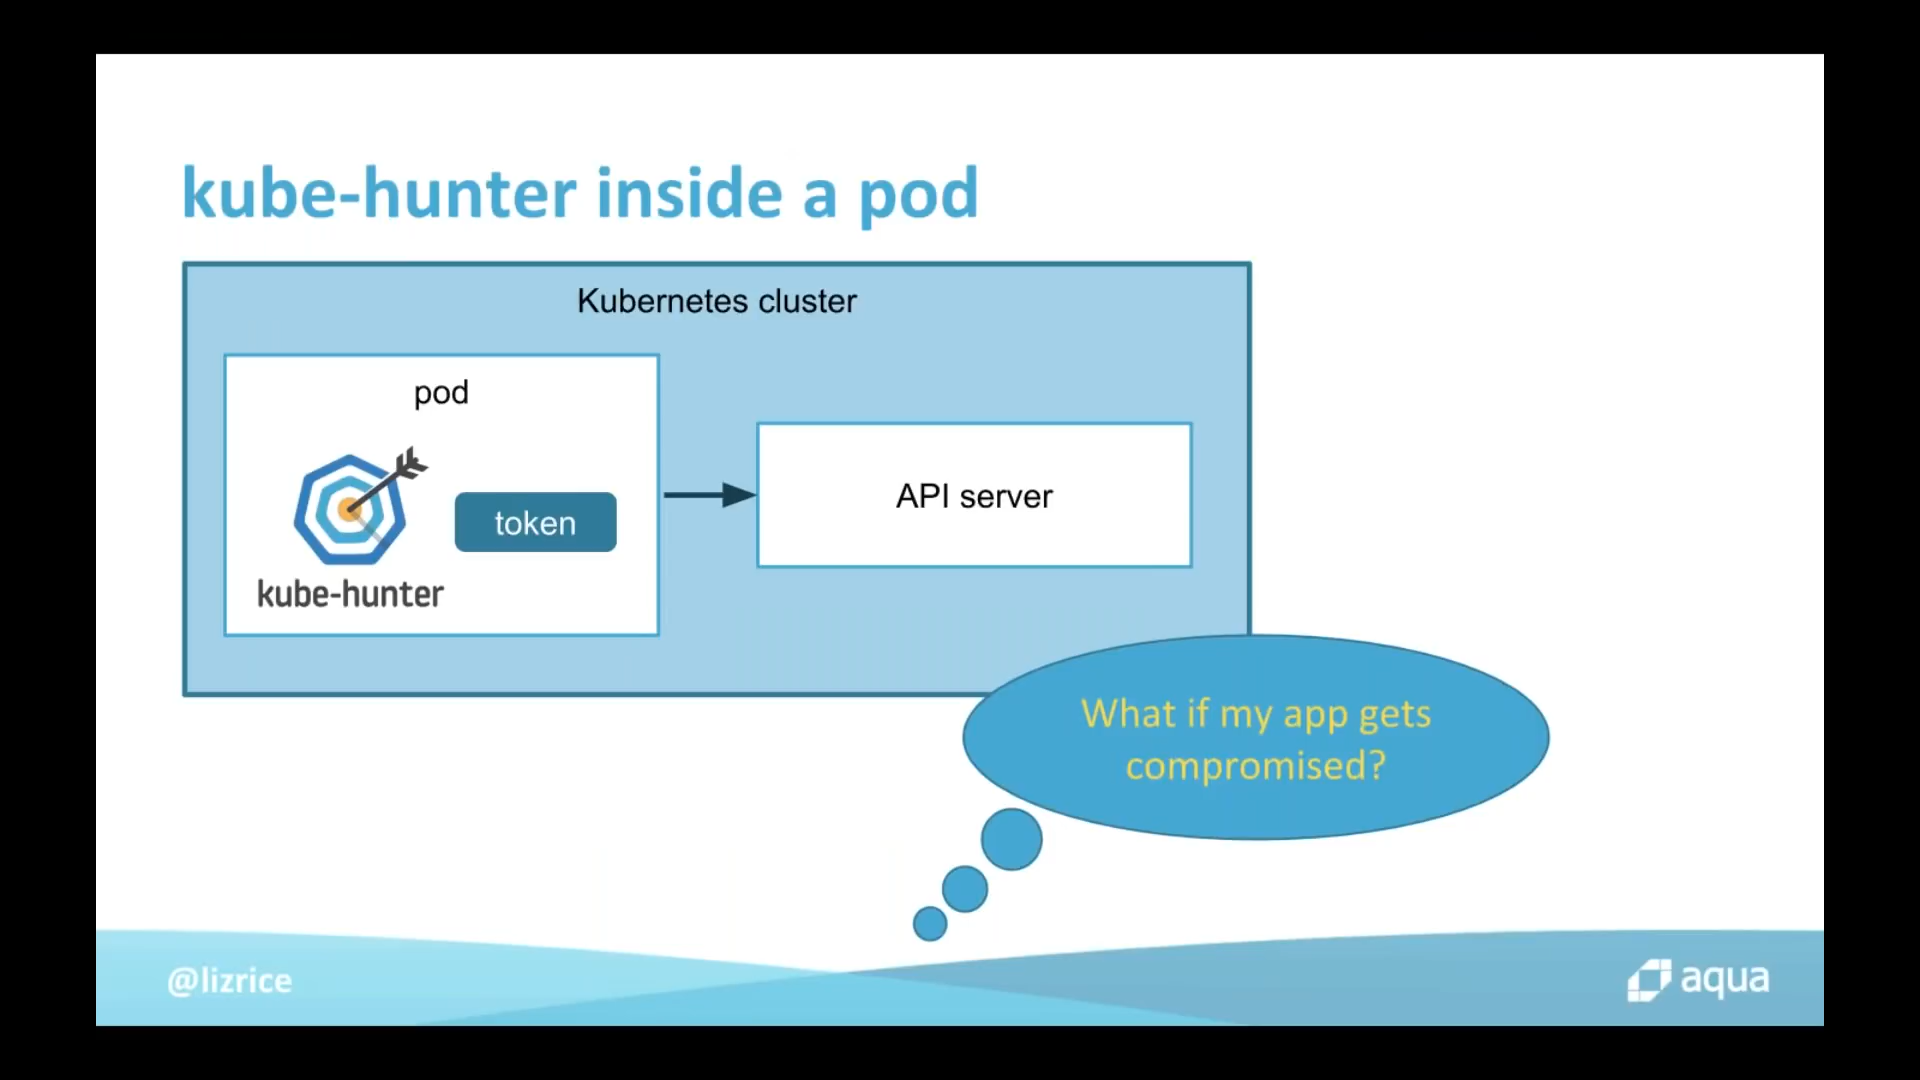 kube-hunter inside a pod
Kubernetes cluster
pod
token
kube-hunter
API server
What if my app gets
compromised?
@lizrice
aqua